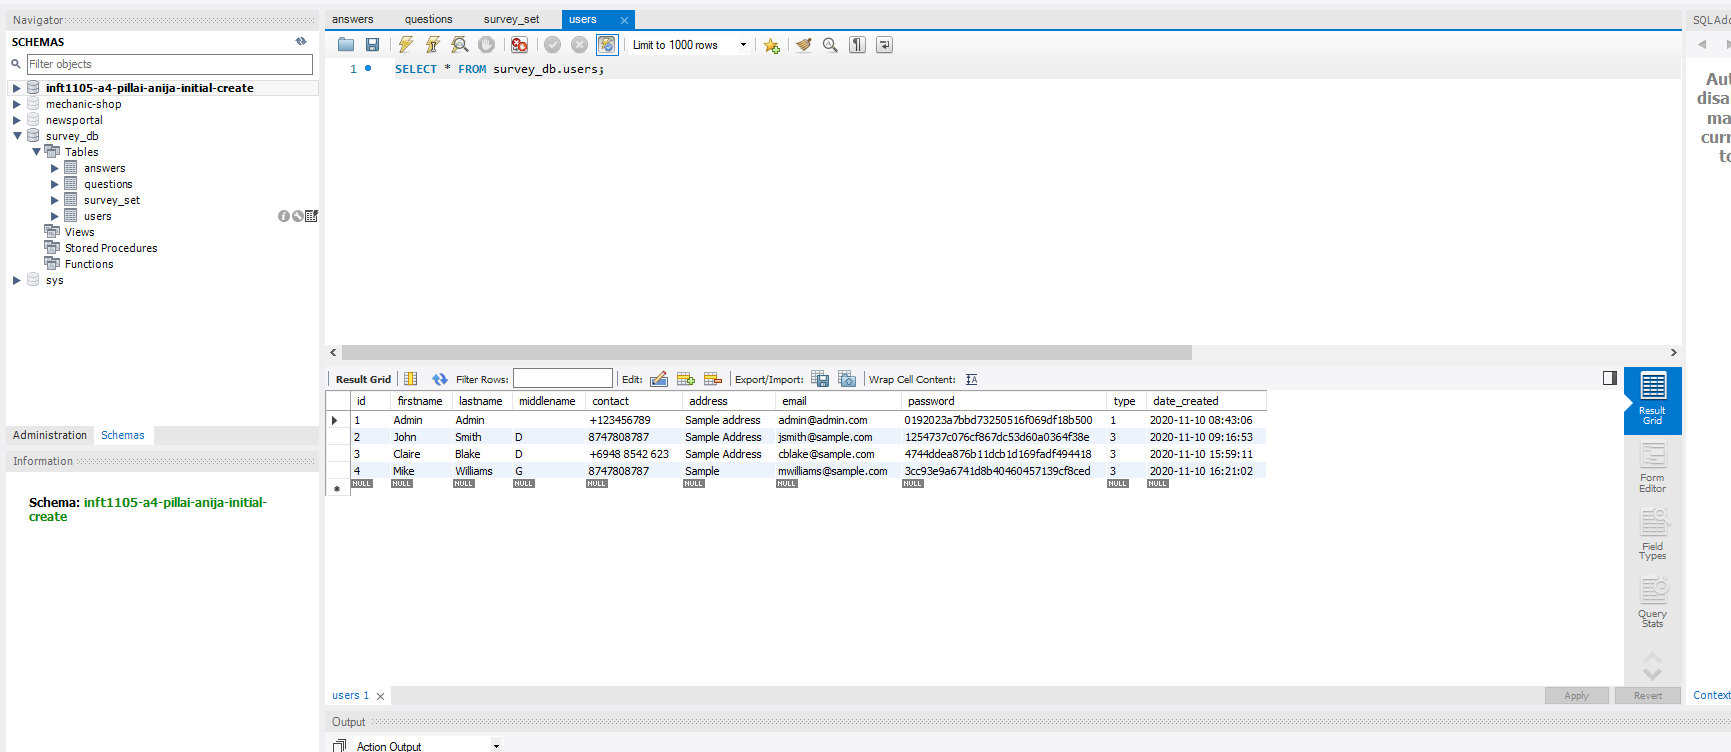 Navigator
SCHEMAS
Filter objects
inft1105-a4-pillai-anija-initial-create
mechanic-shop
newsportal
survey_db
Tables
answers
questions
survey_set
users
Views
Stored Procedures
Functions
sys
Administration Schemas
Information
Schema: inft1105-a4-pillai-anija-initial-
create
answers questions survey_set users
Limit to 1000 rows
1 SELECT * FROM survey_db.users;
Result Grid Filter Rows: Edit: Export/Import: Wrap Cell Content: IA
id firstname lastname middlename contact address email password type date_created
1 Admin Admin +123456789 Sample address admin@admin.com 0192023a7bbd73250516f069df18b500 1 2020-11-10 08:43:06
2 John Smith D 8747808787 Sample Address jsmith@sample.com 1254737c076cf867dc53d60a0364f38e 3 2020-11-10 09:16:53
3 Claire Blake D +6948 8542 623 Sample Address cblake@sample.com 4744ddea876b11dcb1d169fadf494418 3 2020-11-10 15:59:11
4 Mike Williams G 8747808787 Sample mwilliams@sample.com 3cc93e9a6741d8b40460457139cf8ced 3 2020-11-10 16:21:02
NULL NULL NULL NULL NULL NULL NULL NULL NULL NULL
Result
Grid
Form
Editor
Field
Types
Query
Stats
users 1
Apply Revert
Output
Action Output
SQLAdd
Aut
disa
ma
curr
to
Context